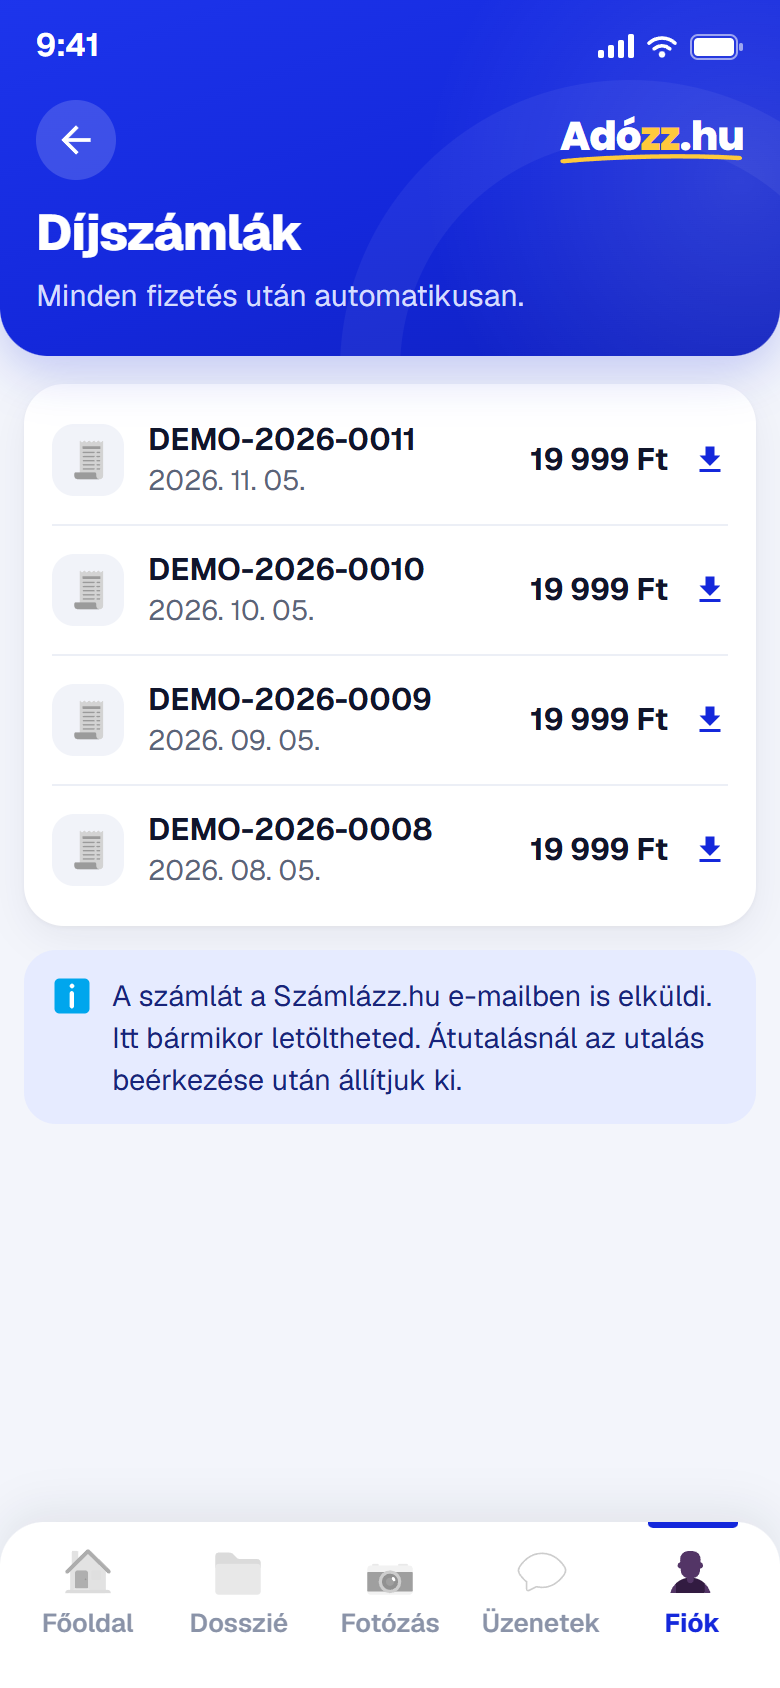 9:41
Adózz.hu
Díjszámlák
Minden fizetés után automatikusan.
DEMO-2026-0011
2026. 11. 05.
19 999 Ft
DEMO-2026-0010
2026. 10. 05.
19 999 Ft
DEMO-2026-0009
2026. 09. 05.
19 999 Ft
DEMO-2026-0008
2026. 08. 05.
19 999 Ft
A számlát a Számlázz.hu e-mailben is elküldi.
Itt bármikor letöltheted. Átutalásnál az utalás
beérkezése után állítjuk ki.
Főoldal
Dosszié
Fotózás
Üzenetek
Fiók